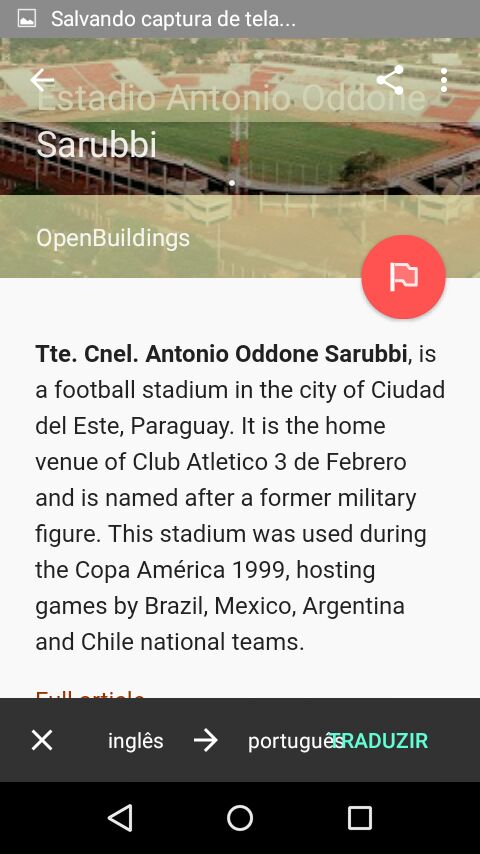 Salvando captura de tela...
Estadio Antonio Oddone
Sarubbi
OpenBuildings
Tte. Cnel. Antonio Oddone Sarubbi, is
a football stadium in the city of Ciudad
del Este, Paraguay. It is the home
venue of Club Atletico 3 de Febrero
and is named after a former military
figure. This stadium was used during
the Copa América 1999, hosting
games by Brazil, Mexico, Argentina
and Chile national teams.
Full article
inglês português TRADUZIR